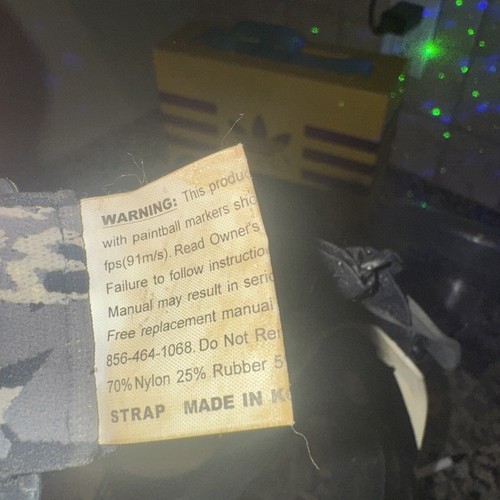 WARNING: This produc
with paintball markers sho
fps(91m/s). Read Owner's
Failure to follow instructio
Manual may result in serio
Free replacement manual
856-464-1068. Do Not Re
70% Nylon 25% Rubber 5
STRAP MADE IN K